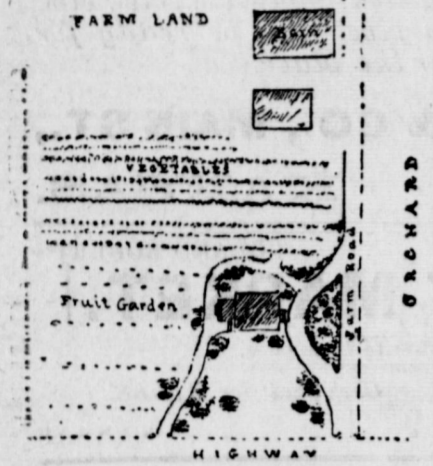 FARM LAND
Barn
VEGETABLES
ORCHARD
Fruit Garden
Farm Road
HIGHWAY